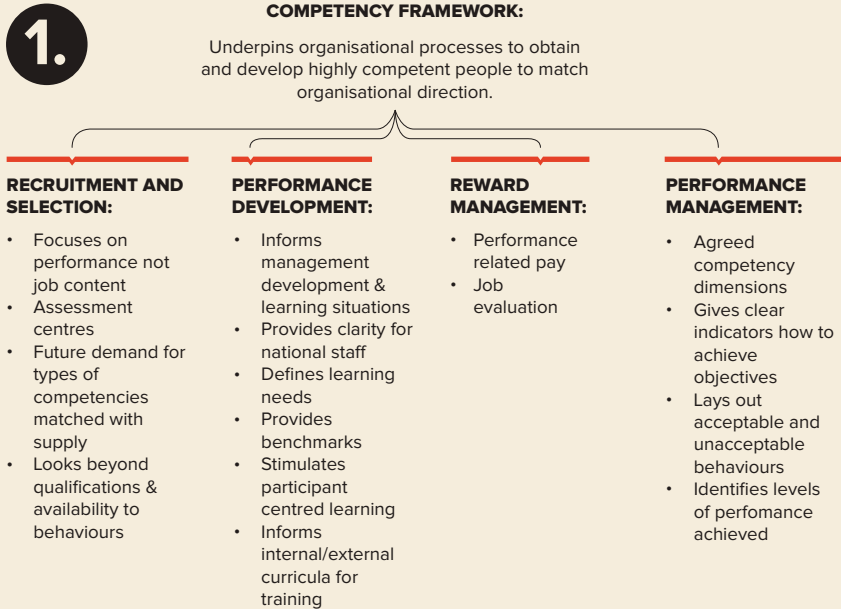 1.
COMPETENCY FRAMEWORK:
Underpins organisational processes to obtain
and develop highly competent people to match
organisational direction.
RECRUITMENT AND
SELECTION:
• Focuses on
performance not
job content
• Assessment
centres
• Future demand for
types of
competencies
matched with
supply
• Looks beyond
qualifications &
availability to
behaviours
PERFORMANCE
DEVELOPMENT:
• Informs
management
development &
learning situations
• Provides clarity for
national staff
• Defines learning
needs
• Provides
benchmarks
• Stimulates
participant
centred learning
• Informs
internal/external
curricula for
training
REWARD
MANAGEMENT:
• Performance
related pay
• Job
evaluation
PERFORMANCE
MANAGEMENT:
• Agreed
competency
dimensions
• Gives clear
indicators how to
achieve
objectives
• Lays out
acceptable and
unacceptable
behaviours
• Identifies levels
of perfomance
achieved